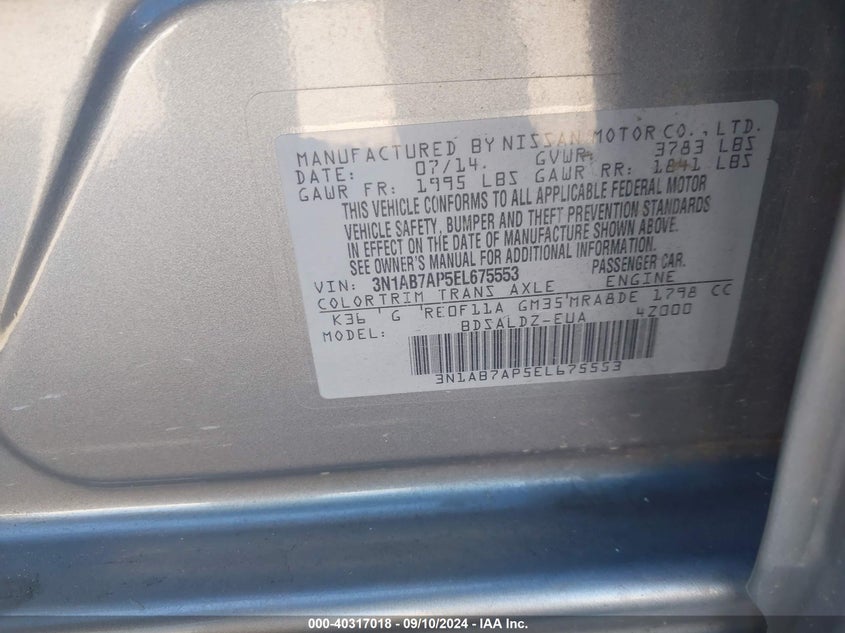 MANUFACTURED BY NISSAN MOTOR CO., LTD.
DATE: 07/14. GVWR: 3783 LBS
GAWR FR: 1995 LBS GAWR RR: 1841 LBS
THIS VEHICLE CONFORMS TO ALL APPLICABLE FEDERAL MOTOR
VEHICLE SAFETY, BUMPER AND THEFT PREVENTION STANDARDS
IN EFFECT ON THE DATE OF MANUFACTURE SHOWN ABOVE.
SEE OWNER'S MANUAL FOR ADDITIONAL INFORMATION.
VIN: 3N1AB7AP5EL675553 PASSENGER CAR.
COLOR TRIM TRANS AXLE ENGINE
K36 G RE0F11A GM35 MRA8DE 1798 CC
MODEL: BDSALDZ-EUA 4Z000
3N1AB7AP5EL675553
000-40317018 - 09/10/2024 - IAA Inc.